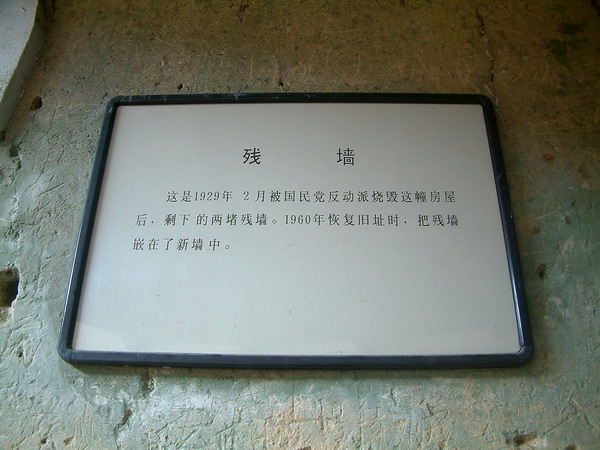 残 墙
这是1929年 2月被国民党反动派烧毁这幢房屋
后，剩下的两堵残墙。1960年恢复旧址时，把残墙
嵌在了新墙中。